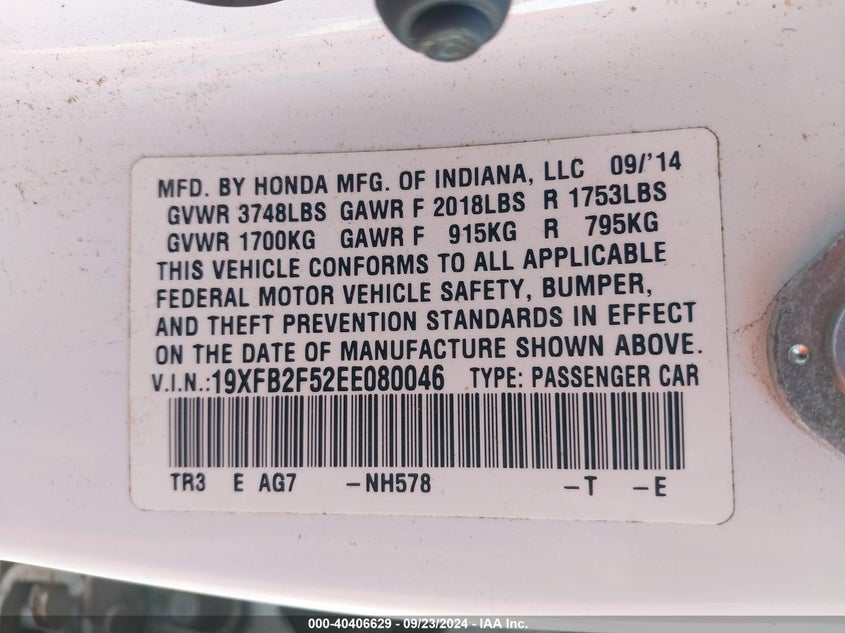 MFD. BY HONDA MFG. OF INDIANA, LLC 09/'14
GVWR 3748LBS GAWR F 2018LBS R 1753LBS
GVWR 1700KG GAWR F 915KG R 795KG
THIS VEHICLE CONFORMS TO ALL APPLICABLE
FEDERAL MOTOR VEHICLE SAFETY, BUMPER,
AND THEFT PREVENTION STANDARDS IN EFFECT
ON THE DATE OF MANUFACTURE SHOWN ABOVE.
V.I.N.:19XFB2F52EE080046 TYPE: PASSENGER CAR
TR3 E AG7 -NH578 -T -E
000-40406629 - 09/23/2024 - IAA Inc.